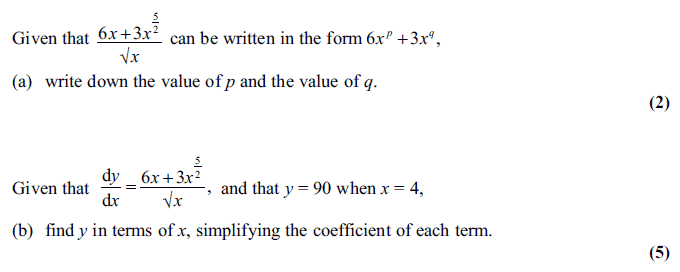 Given that \frac{6x+3x^{\frac{5}{2}}}{\sqrt{x}} can be written in the form 6x^p + 3x^q,
(a) write down the value of p and the value of q.
(2)
Given that \frac{dy}{dx} = \frac{6x+3x^{\frac{5}{2}}}{\sqrt{x}}, and that y = 90 when x = 4,
(b) find y in terms of x, simplifying the coefficient of each term.
(5)